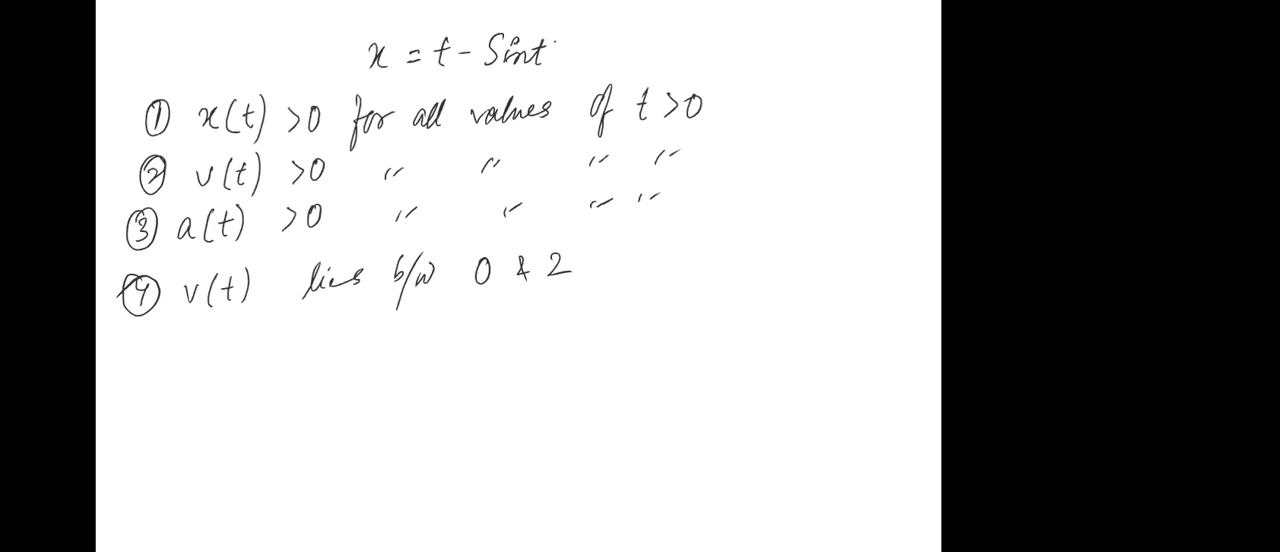 x = t - Sint
① x(t) >0 for all values of t>0
② v(t) >0 " " " "
③ a(t) >0 " " " "
④ v(t) lies b/w 0 & 2